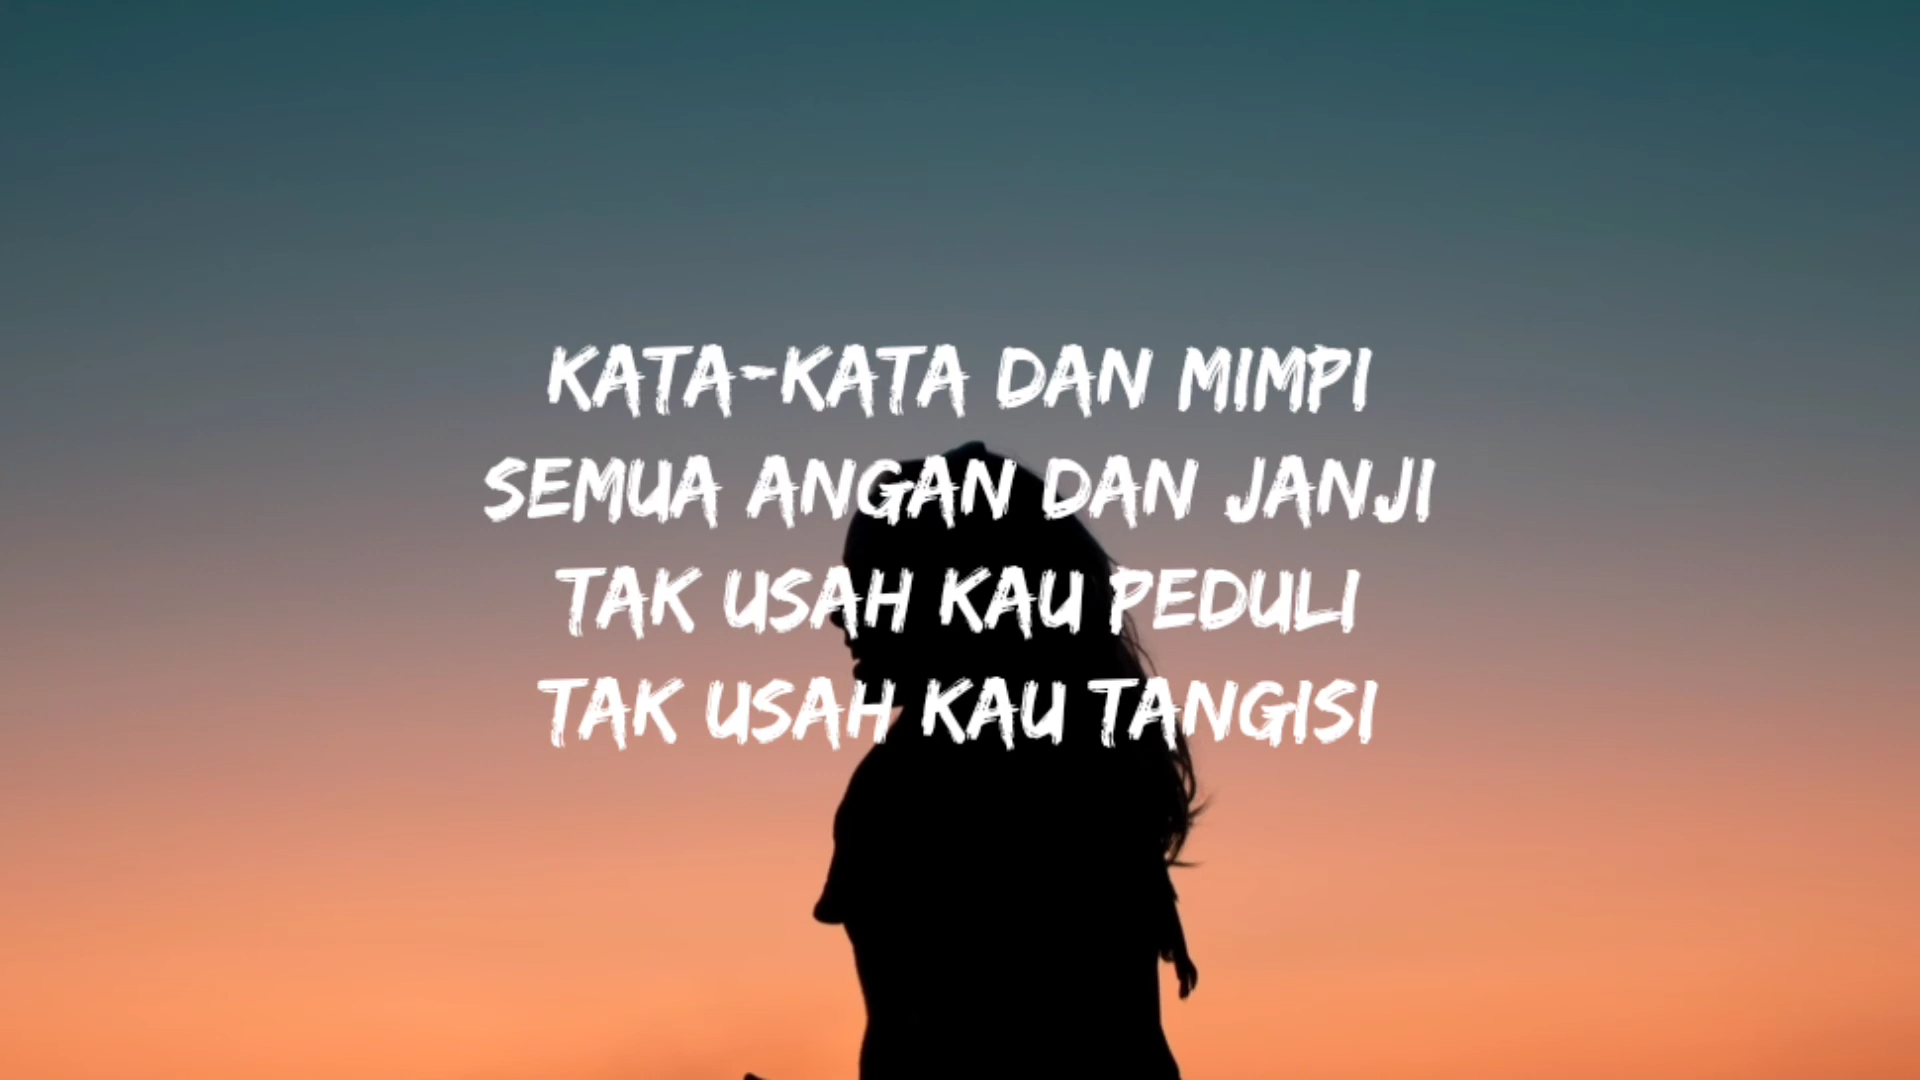 KATA-KATA DAN MIMPI
SEMUA ANGAN DAN JANJI
TAK USAH KAU PEDULI
TAK USAH KAU TANGISI